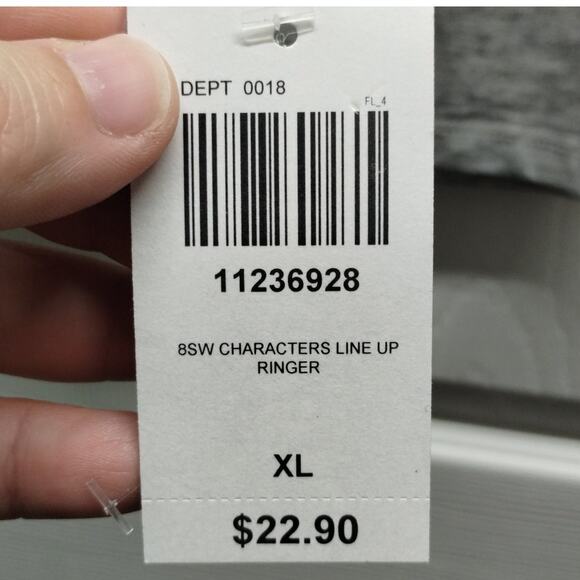 DEPT 0018
FL_4
11236928
8SW CHARACTERS LINE UP
RINGER
XL
$22.90